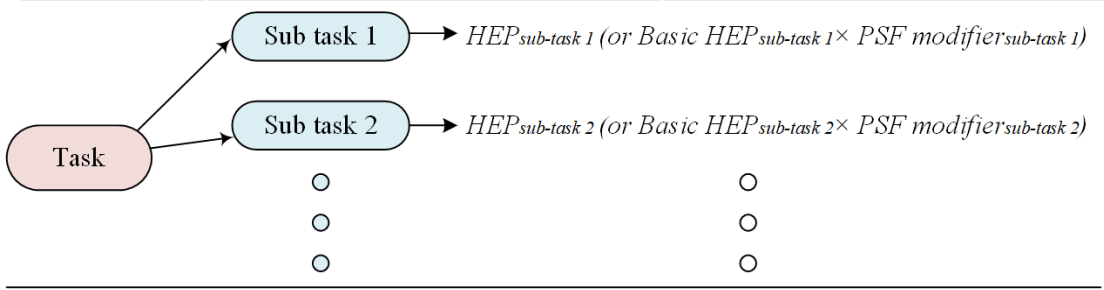 Sub task 1
HEPsub-task 1 (or Basic HEPsub-task 1× PSF modifiersub-task 1)
Sub task 2
HEPsub-task 2 (or Basic HEPsub-task 2× PSF modifiersub-task 2)
Task